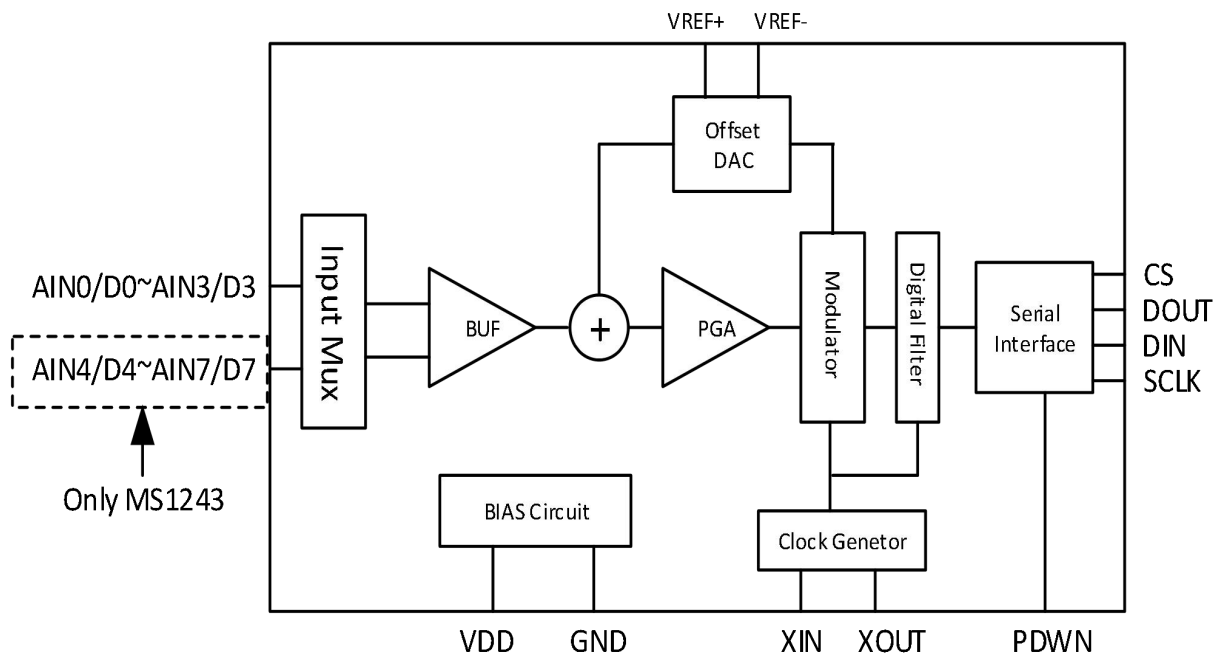 VREF+
VREF-
Offset
DAC
Input Mux
AIN0/D0~AIN3/D3
AIN4/D4~AIN7/D7
Only MS1243
BUF
+
PGA
Modulator
Digital Filter
Serial
Interface
CS
DOUT
DIN
SCLK
BIAS Circuit
Clock Genetor
VDD
GND
XIN
XOUT
PDWN